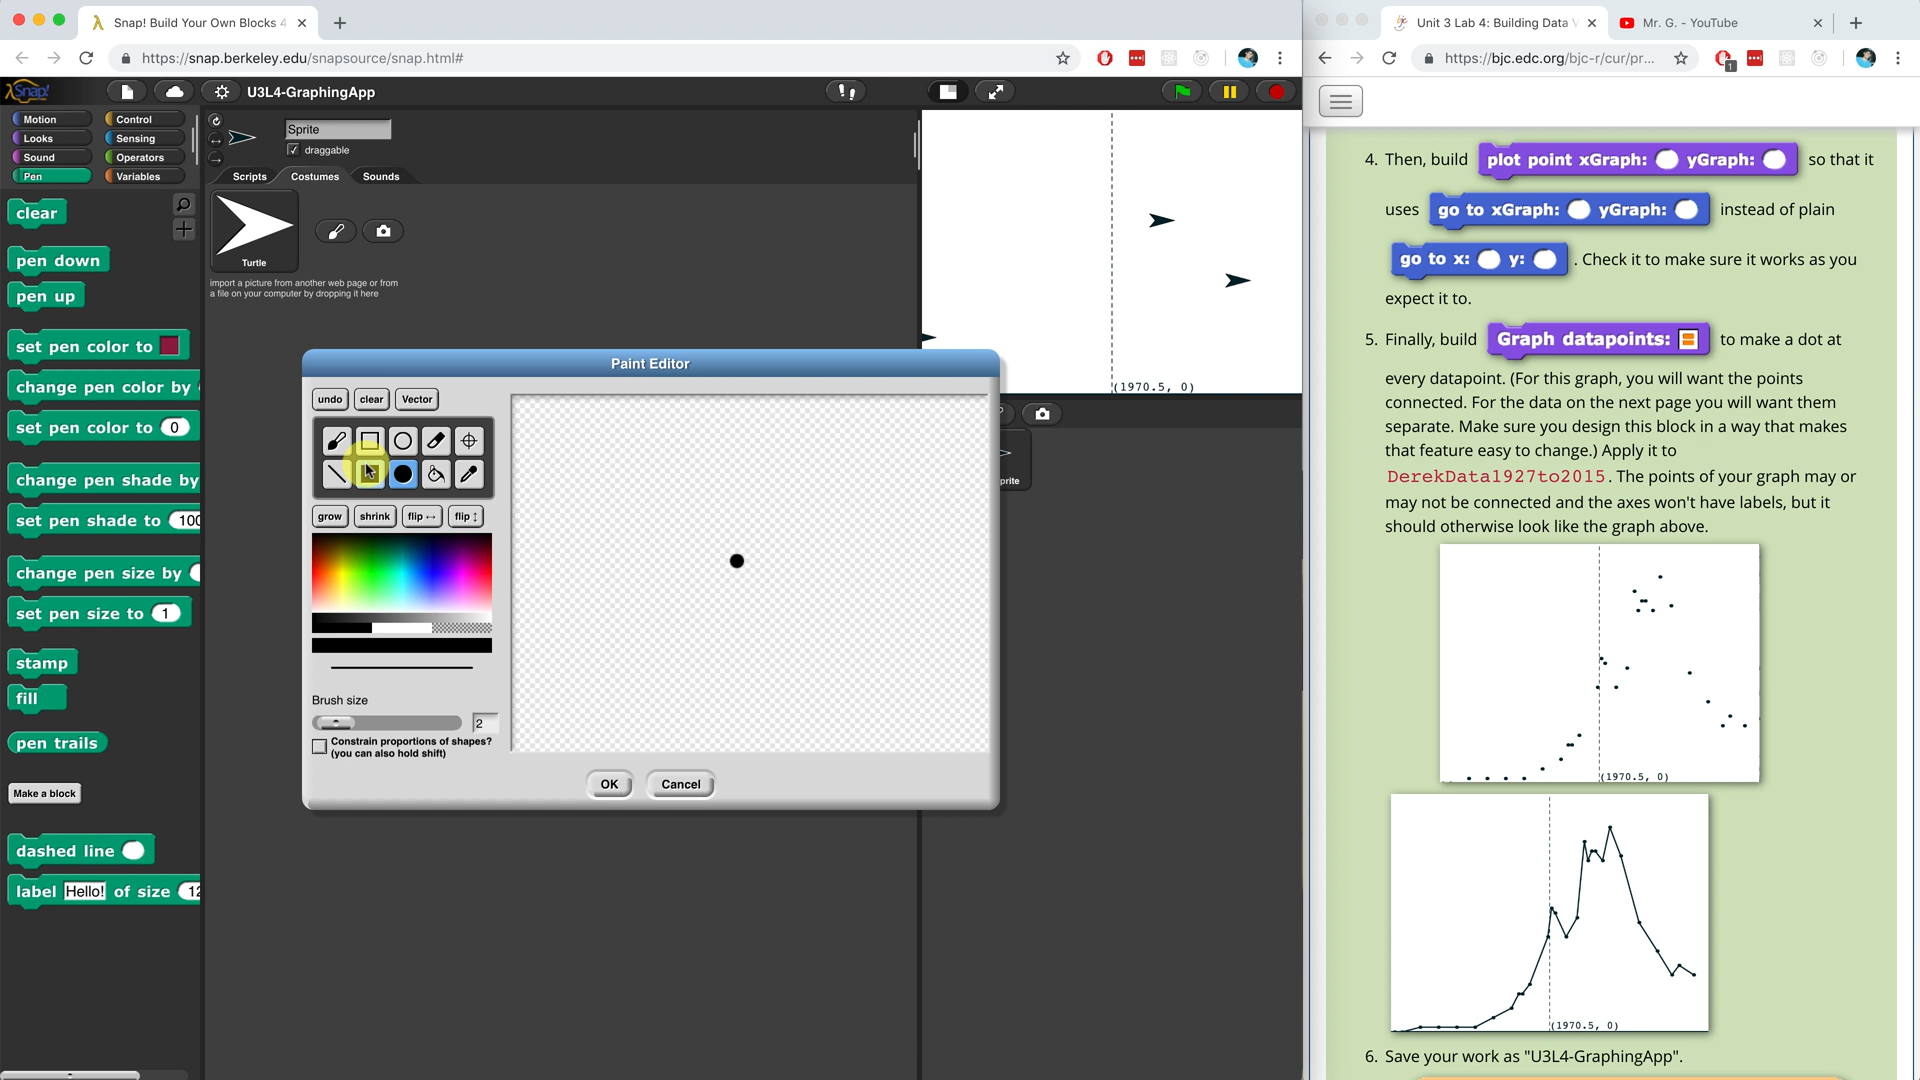 Snap! Build Your Own Blocks 4
https://snap.berkeley.edu/snapsource/snap.html#
Snap!
U3L4-GraphingApp
Motion
Control
Looks
Sensing
Sound
Operators
Pen
Variables
clear
pen down
pen up
set pen color to
change pen color by
set pen color to 0
change pen shade by
set pen shade to 100
change pen size by
set pen size to 1
stamp
fill
pen trails
Make a block
dashed line
label Hello! of size 12
Sprite
draggable
Scripts
Costumes
Sounds
Turtle
import a picture from another web page or from
a file on your computer by dropping it here
(1970.5, 0)
prite
Paint Editor
undo
clear
Vector
grow
shrink
flip ↔
flip ↕
Brush size
2
Constrain proportions of shapes?
(you can also hold shift)
OK
Cancel
Unit 3 Lab 4: Building Data V
Mr. G. - YouTube
https://bjc.edc.org/bjc-r/cur/pr...
1
4. Then, build plot point xGraph: yGraph: so that it
uses go to xGraph: yGraph: instead of plain
go to x: y: . Check it to make sure it works as you
expect it to.
5. Finally, build Graph datapoints: to make a dot at
every datapoint. (For this graph, you will want the points
connected. For the data on the next page you will want them
separate. Make sure you design this block in a way that makes
that feature easy to change.) Apply it to
DerekData1927to2015. The points of your graph may or
may not be connected and the axes won't have labels, but it
should otherwise look like the graph above.
(1970.5, 0)
(1970.5, 0)
6. Save your work as "U3L4-GraphingApp".